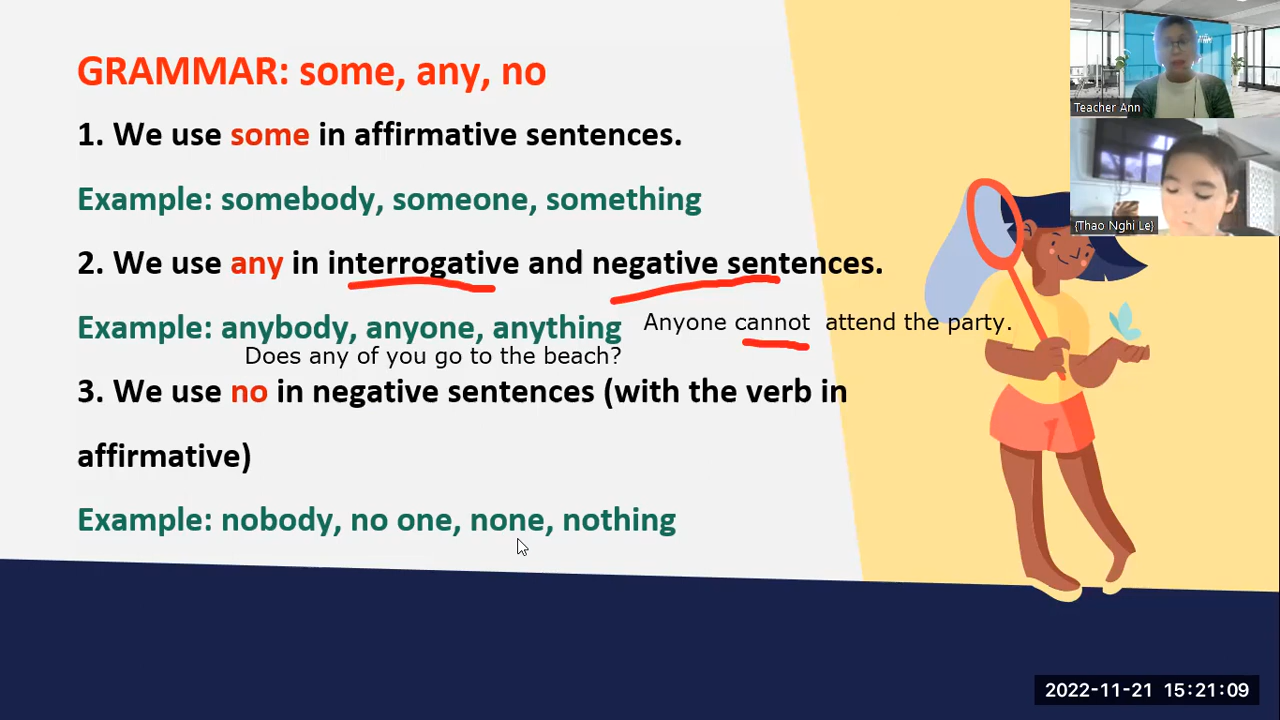 GRAMMAR: some, any, no
1. We use some in affirmative sentences.
Example: somebody, someone, something
2. We use any in interrogative and negative sentences.
Example: anybody, anyone, anything
Anyone cannot attend the party.
Does any of you go to the beach?
3. We use no in negative sentences (with the verb in
affirmative)
Example: nobody, no one, none, nothing
Teacher Ann
{Thao Nghi Le}
2022-11-21 15:21:09